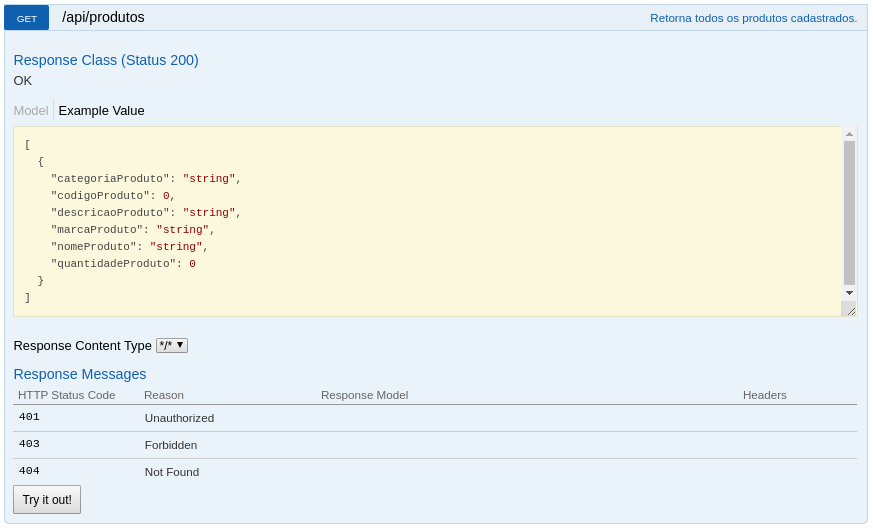 GET /api/produtos Retorna todos os produtos cadastrados.
Response Class (Status 200)
OK
Model Example Value
[
  {
    "categoriaProduto": "string",
    "codigoProduto": 0,
    "descricaoProduto": "string",
    "marcaProduto": "string",
    "nomeProduto": "string",
    "quantidadeProduto": 0
  }
]
Response Content Type */*
Response Messages
HTTP Status Code Reason Response Model Headers
401 Unauthorized
403 Forbidden
404 Not Found
Try it out!